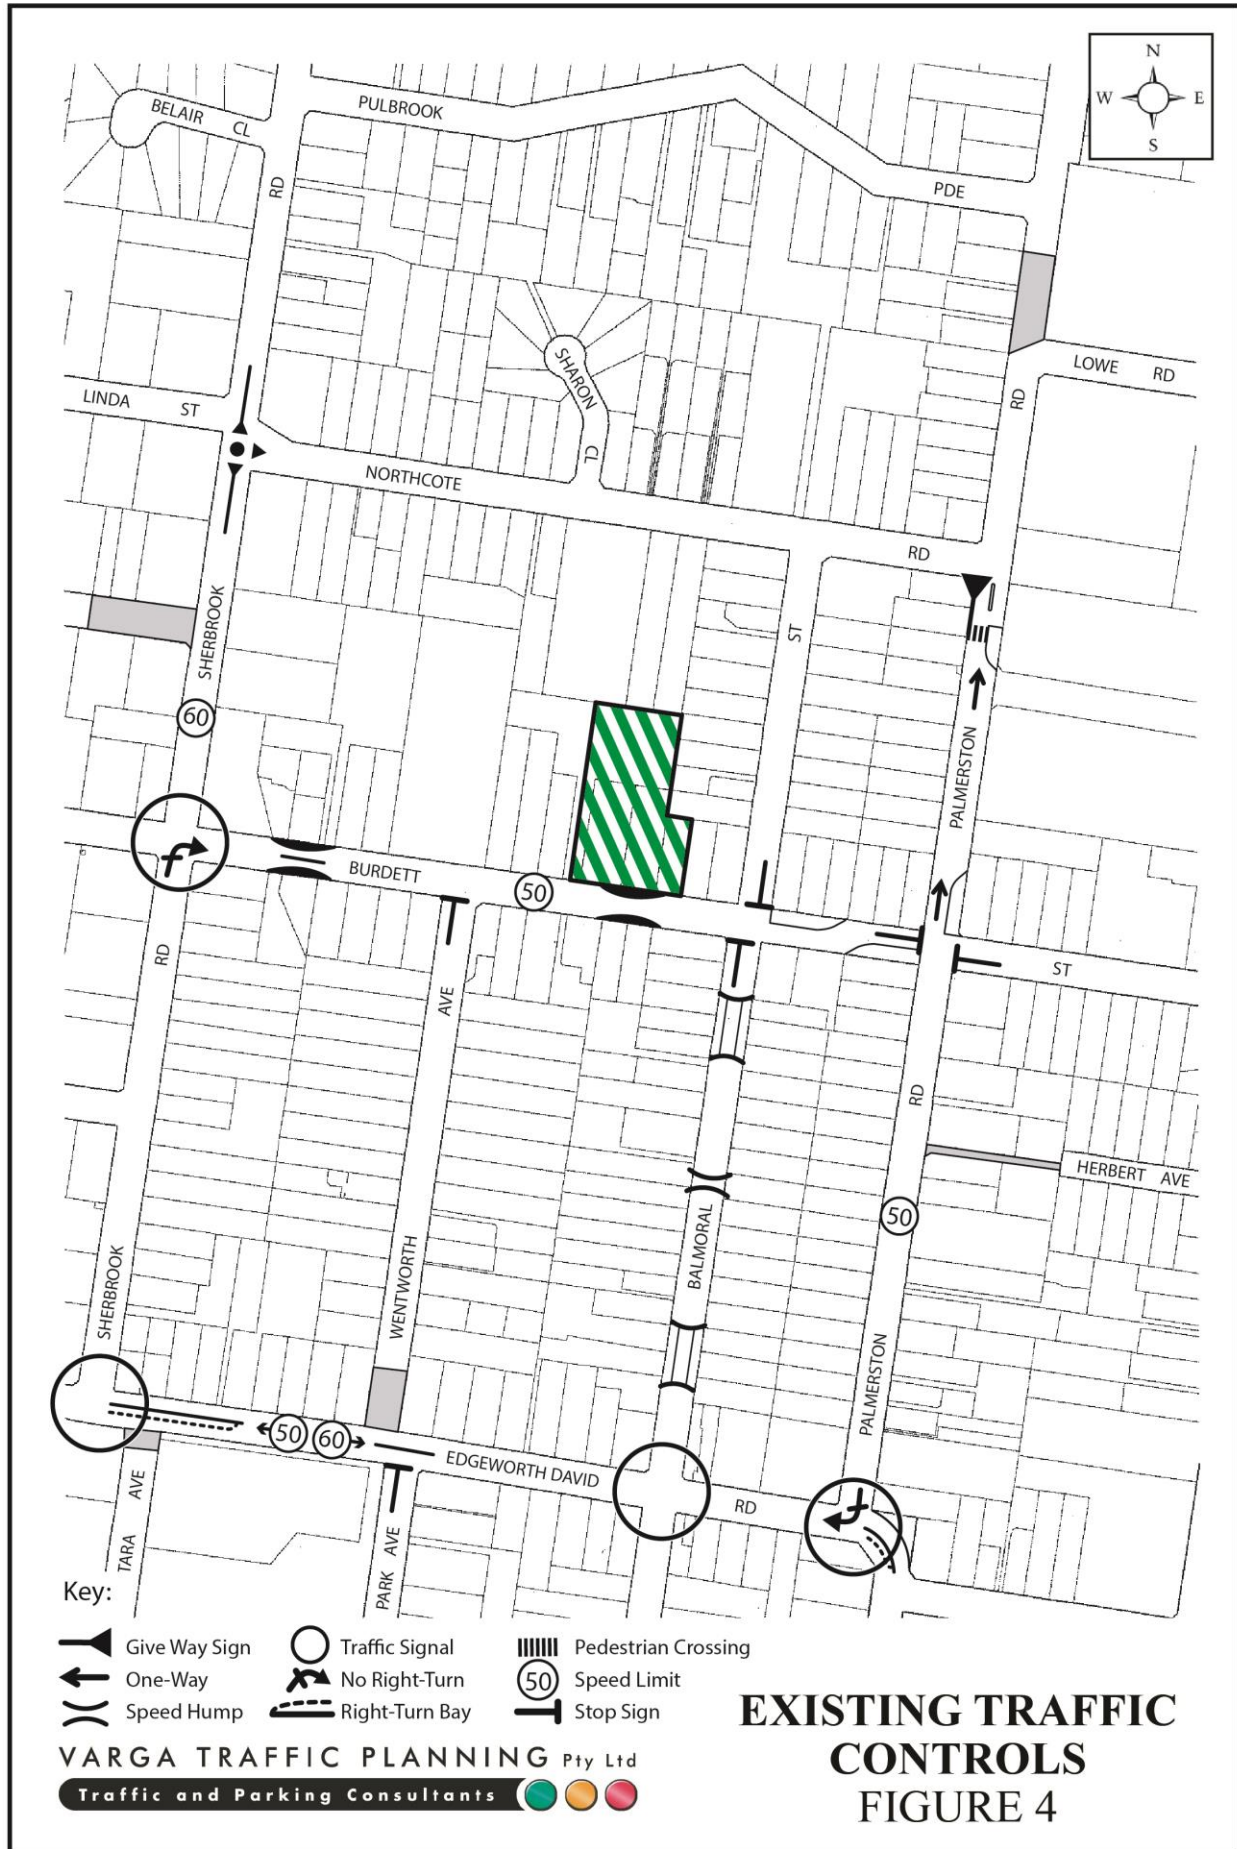 N
W E
S
BELAIR CL
PULBROOK
RD
PDE
SHARON
CL
LOWE RD
RD
LINDA ST
NORTHCOTE
RD
SHERBROOK
ST
60
PALMERSTON
BURDETT
50
ST
RD
AVE
RD
HERBERT AVE
50
BALMORAL
WENTWORTH
SHERBROOK
PALMERSTON
50 60
EDGEWORTH DAVID
RD
TARA AVE
PARK AVE
Key:
Give Way Sign Traffic Signal Pedestrian Crossing
One-Way No Right-Turn 50 Speed Limit
Speed Hump Right-Turn Bay Stop Sign
VARGA TRAFFIC PLANNING Pty Ltd
Traffic and Parking Consultants
EXISTING TRAFFIC
CONTROLS
FIGURE 4